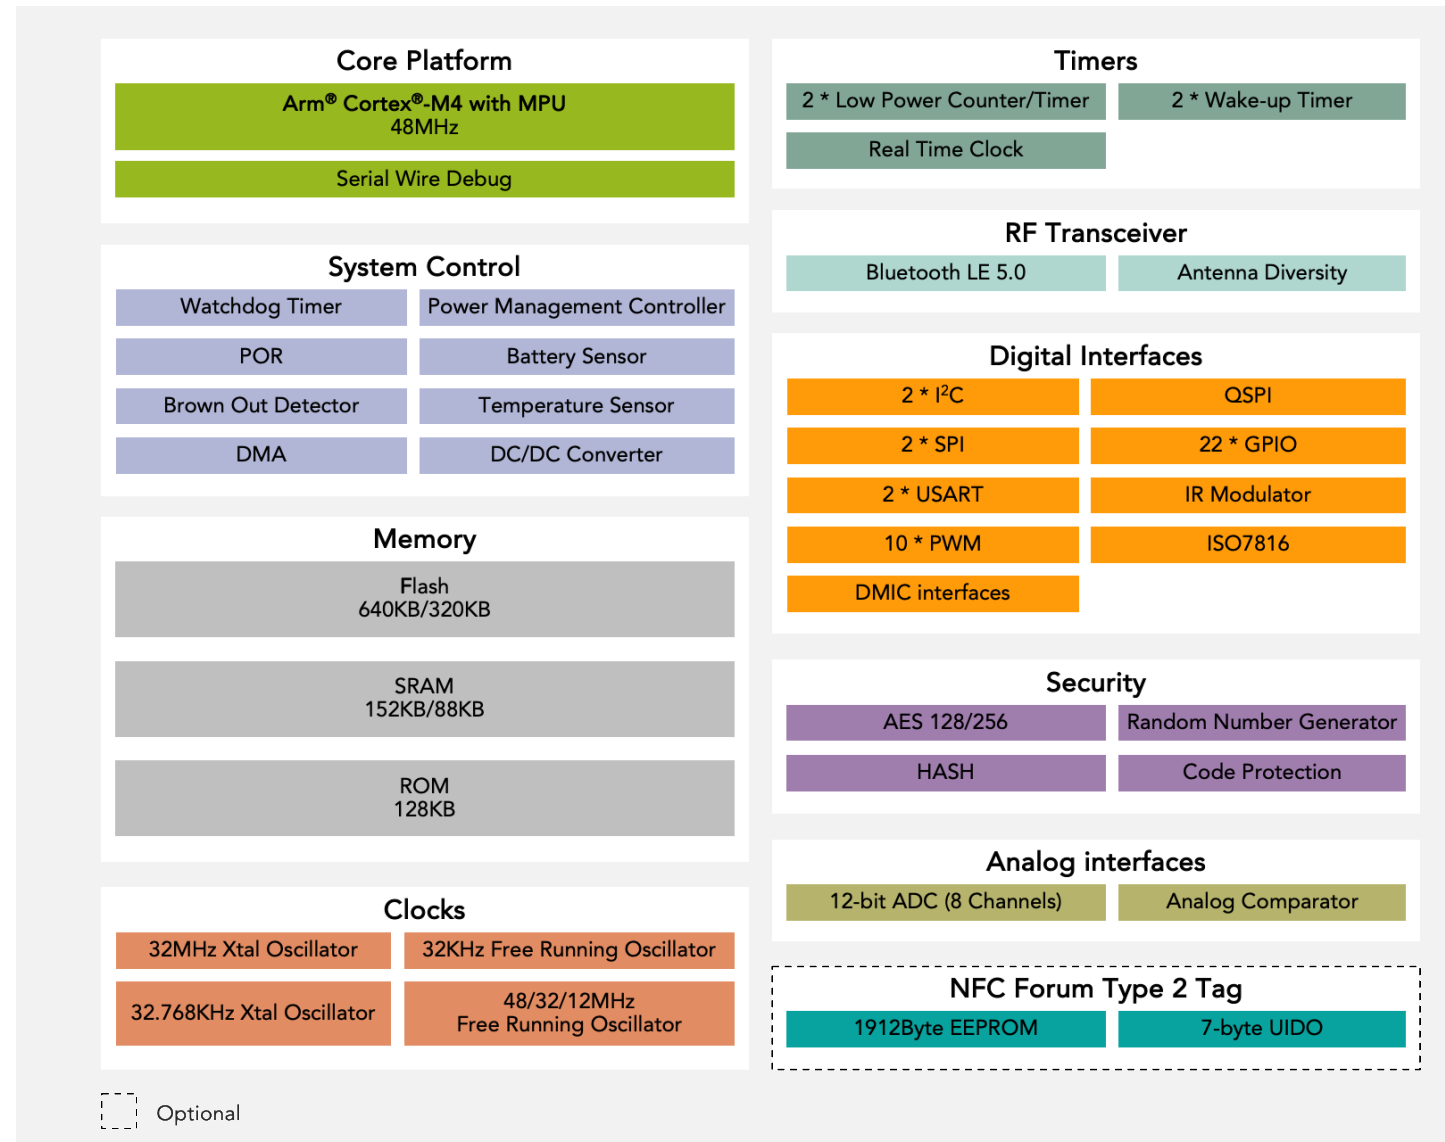 Core Platform
Arm® Cortex®-M4 with MPU
48MHz
Serial Wire Debug
System Control
Watchdog Timer
Power Management Controller
POR
Battery Sensor
Brown Out Detector
Temperature Sensor
DMA
DC/DC Converter
Memory
Flash
640KB/320KB
SRAM
152KB/88KB
ROM
128KB
Clocks
32MHz Xtal Oscillator
32KHz Free Running Oscillator
32.768KHz Xtal Oscillator
48/32/12MHz
Free Running Oscillator
Timers
2 * Low Power Counter/Timer
2 * Wake-up Timer
Real Time Clock
RF Transceiver
Bluetooth LE 5.0
Antenna Diversity
Digital Interfaces
2 * I²C
QSPI
2 * SPI
22 * GPIO
2 * USART
IR Modulator
10 * PWM
ISO7816
DMIC interfaces
Security
AES 128/256
Random Number Generator
HASH
Code Protection
Analog interfaces
12-bit ADC (8 Channels)
Analog Comparator
NFC Forum Type 2 Tag
1912Byte EEPROM
7-byte UIDO
Optional